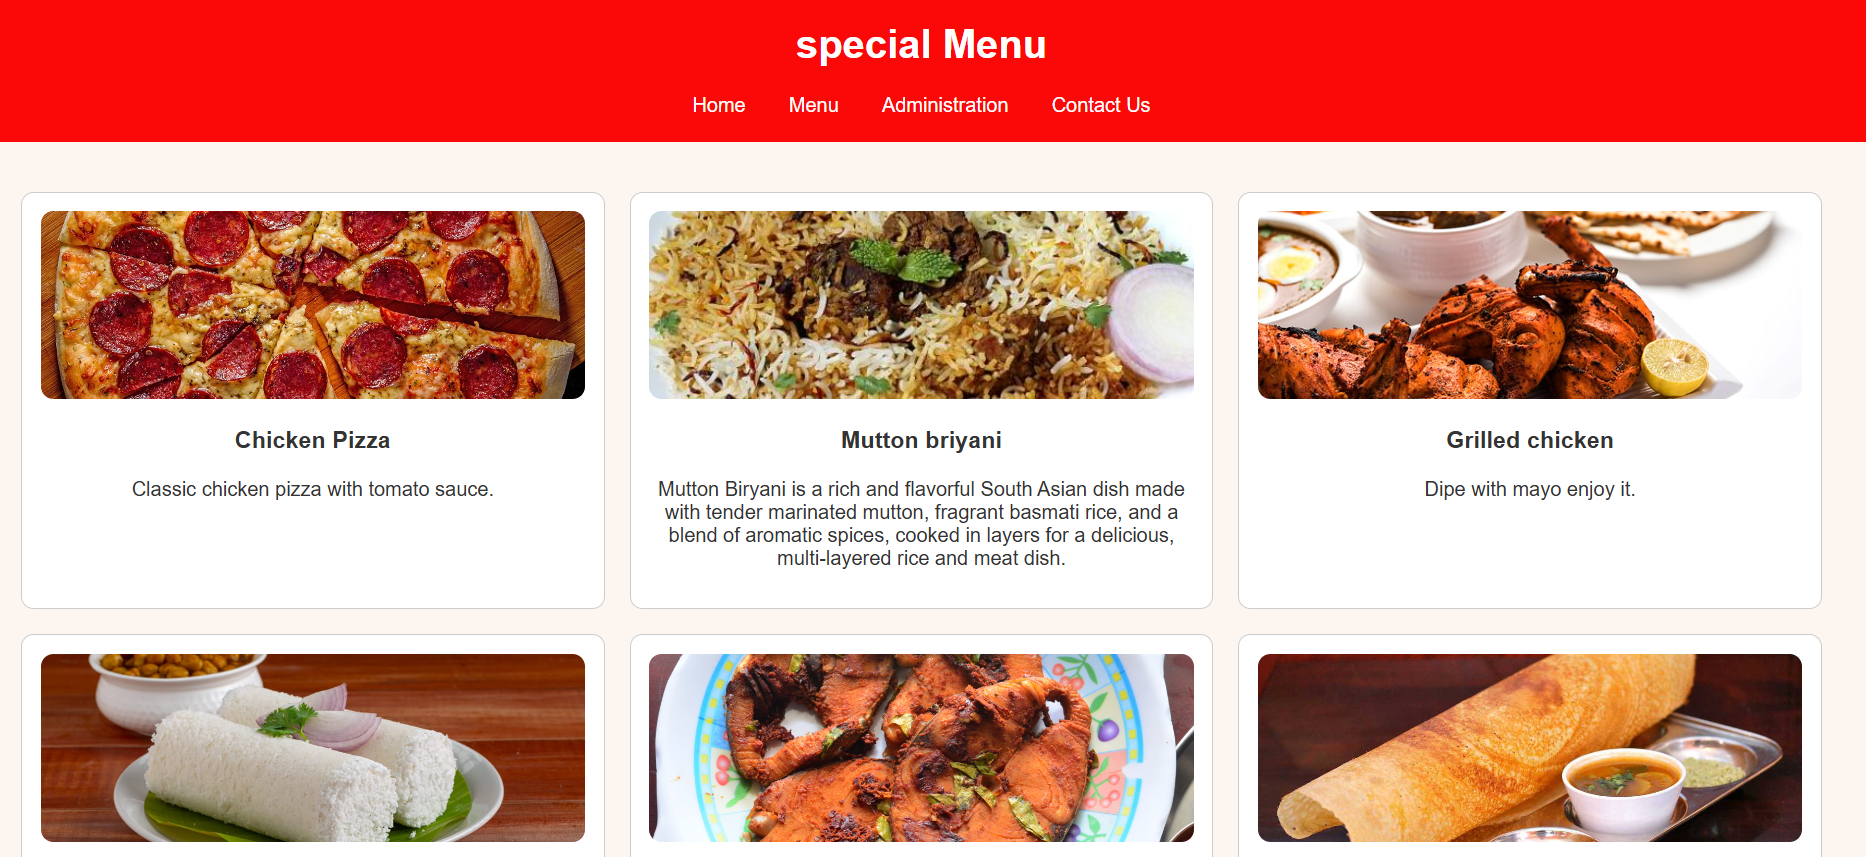 special Menu
Home Menu Administration Contact Us
Chicken Pizza
Classic chicken pizza with tomato sauce.
Mutton briyani
Mutton Biryani is a rich and flavorful South Asian dish made
with tender marinated mutton, fragrant basmati rice, and a
blend of aromatic spices, cooked in layers for a delicious,
multi-layered rice and meat dish.
Grilled chicken
Dipe with mayo enjoy it.